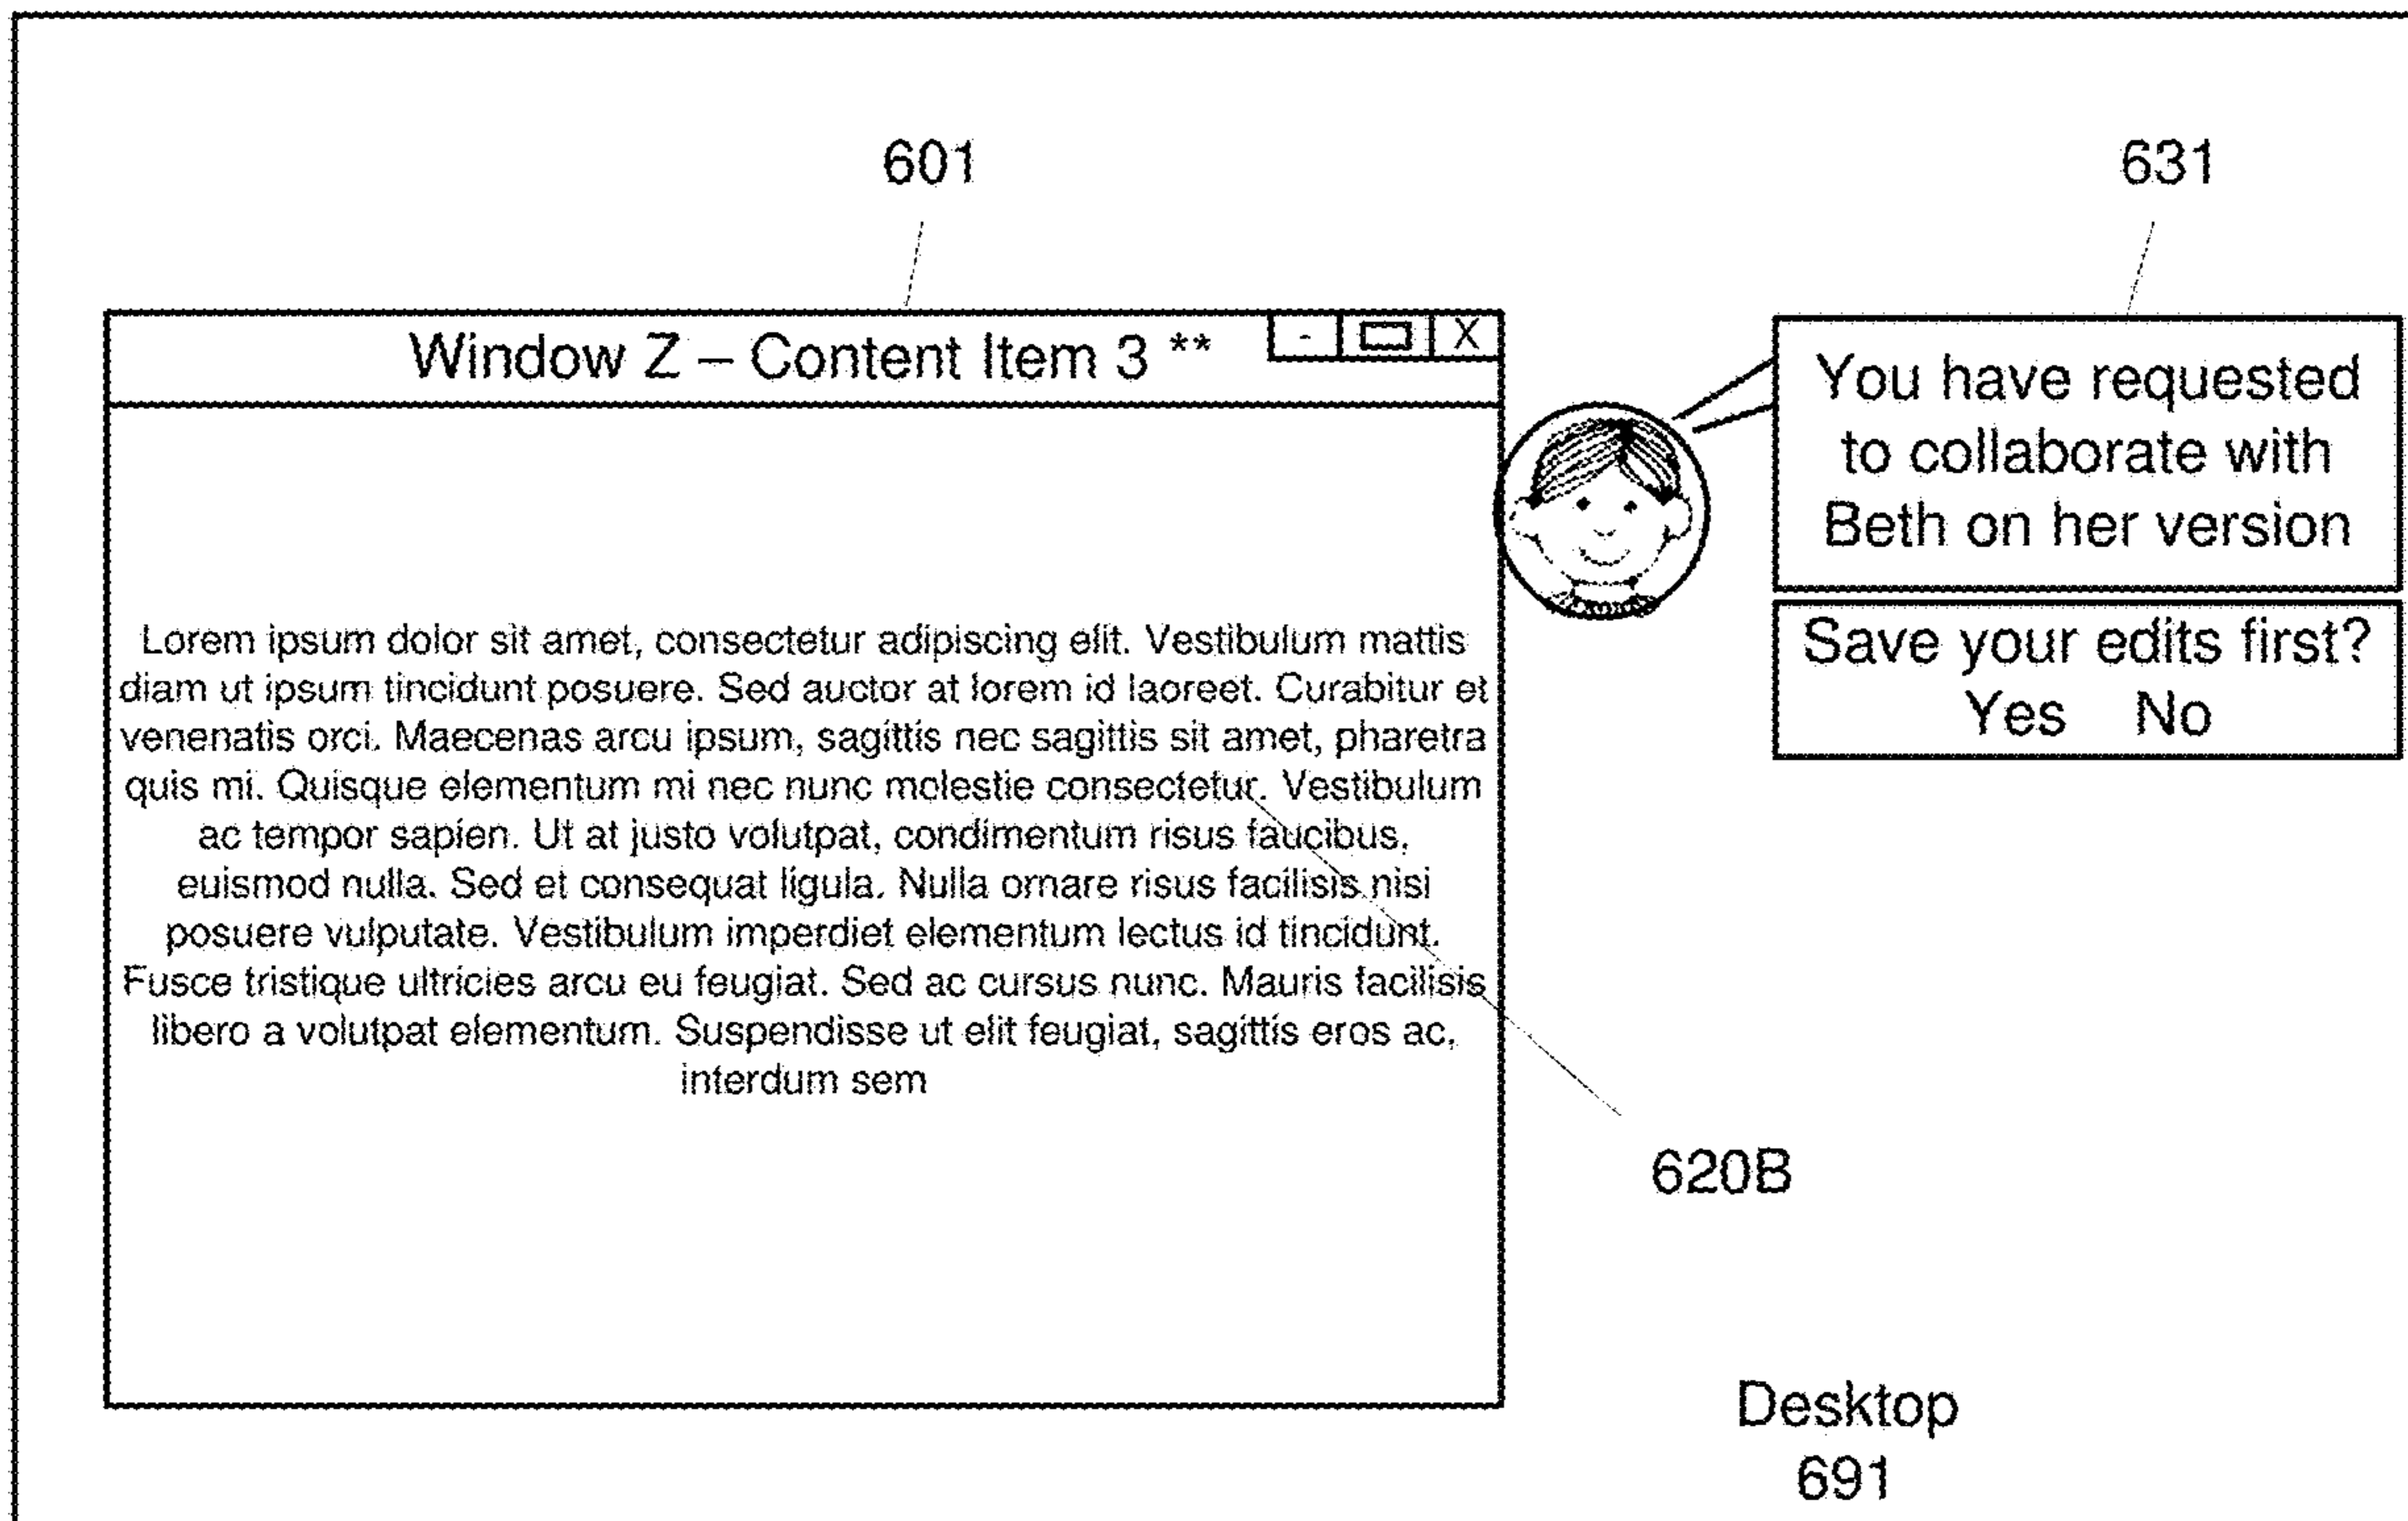 601
631
Window Z – Content Item 3 **
- X
You have requested
to collaborate with
Beth on her version
Save your edits first?
Yes No
Lorem ipsum dolor sit amet, consectetur adipiscing elit. Vestibulum mattis
diam ut ipsum tincidunt posuere. Sed auctor at lorem id laoreet. Curabitur et
venenatis orci. Maecenas arcu ipsum, sagittis nec sagittis sit amet, pharetra
quis mi. Quisque elementum mi nec nunc molestie consectetur. Vestibulum
ac tempor sapien. Ut at justo volutpat, condimentum risus faucibus,
euismod nulla. Sed et consequat ligula. Nulla ornare risus facilisis nisi
posuere vulputate. Vestibulum imperdiet elementum lectus id tincidunt.
Fusce tristique ultricies arcu eu feugiat. Sed ac cursus nunc. Mauris facilisis
libero a volutpat elementum. Suspendisse ut elit feugiat, sagittis eros ac,
interdum sem
620B
Desktop
691